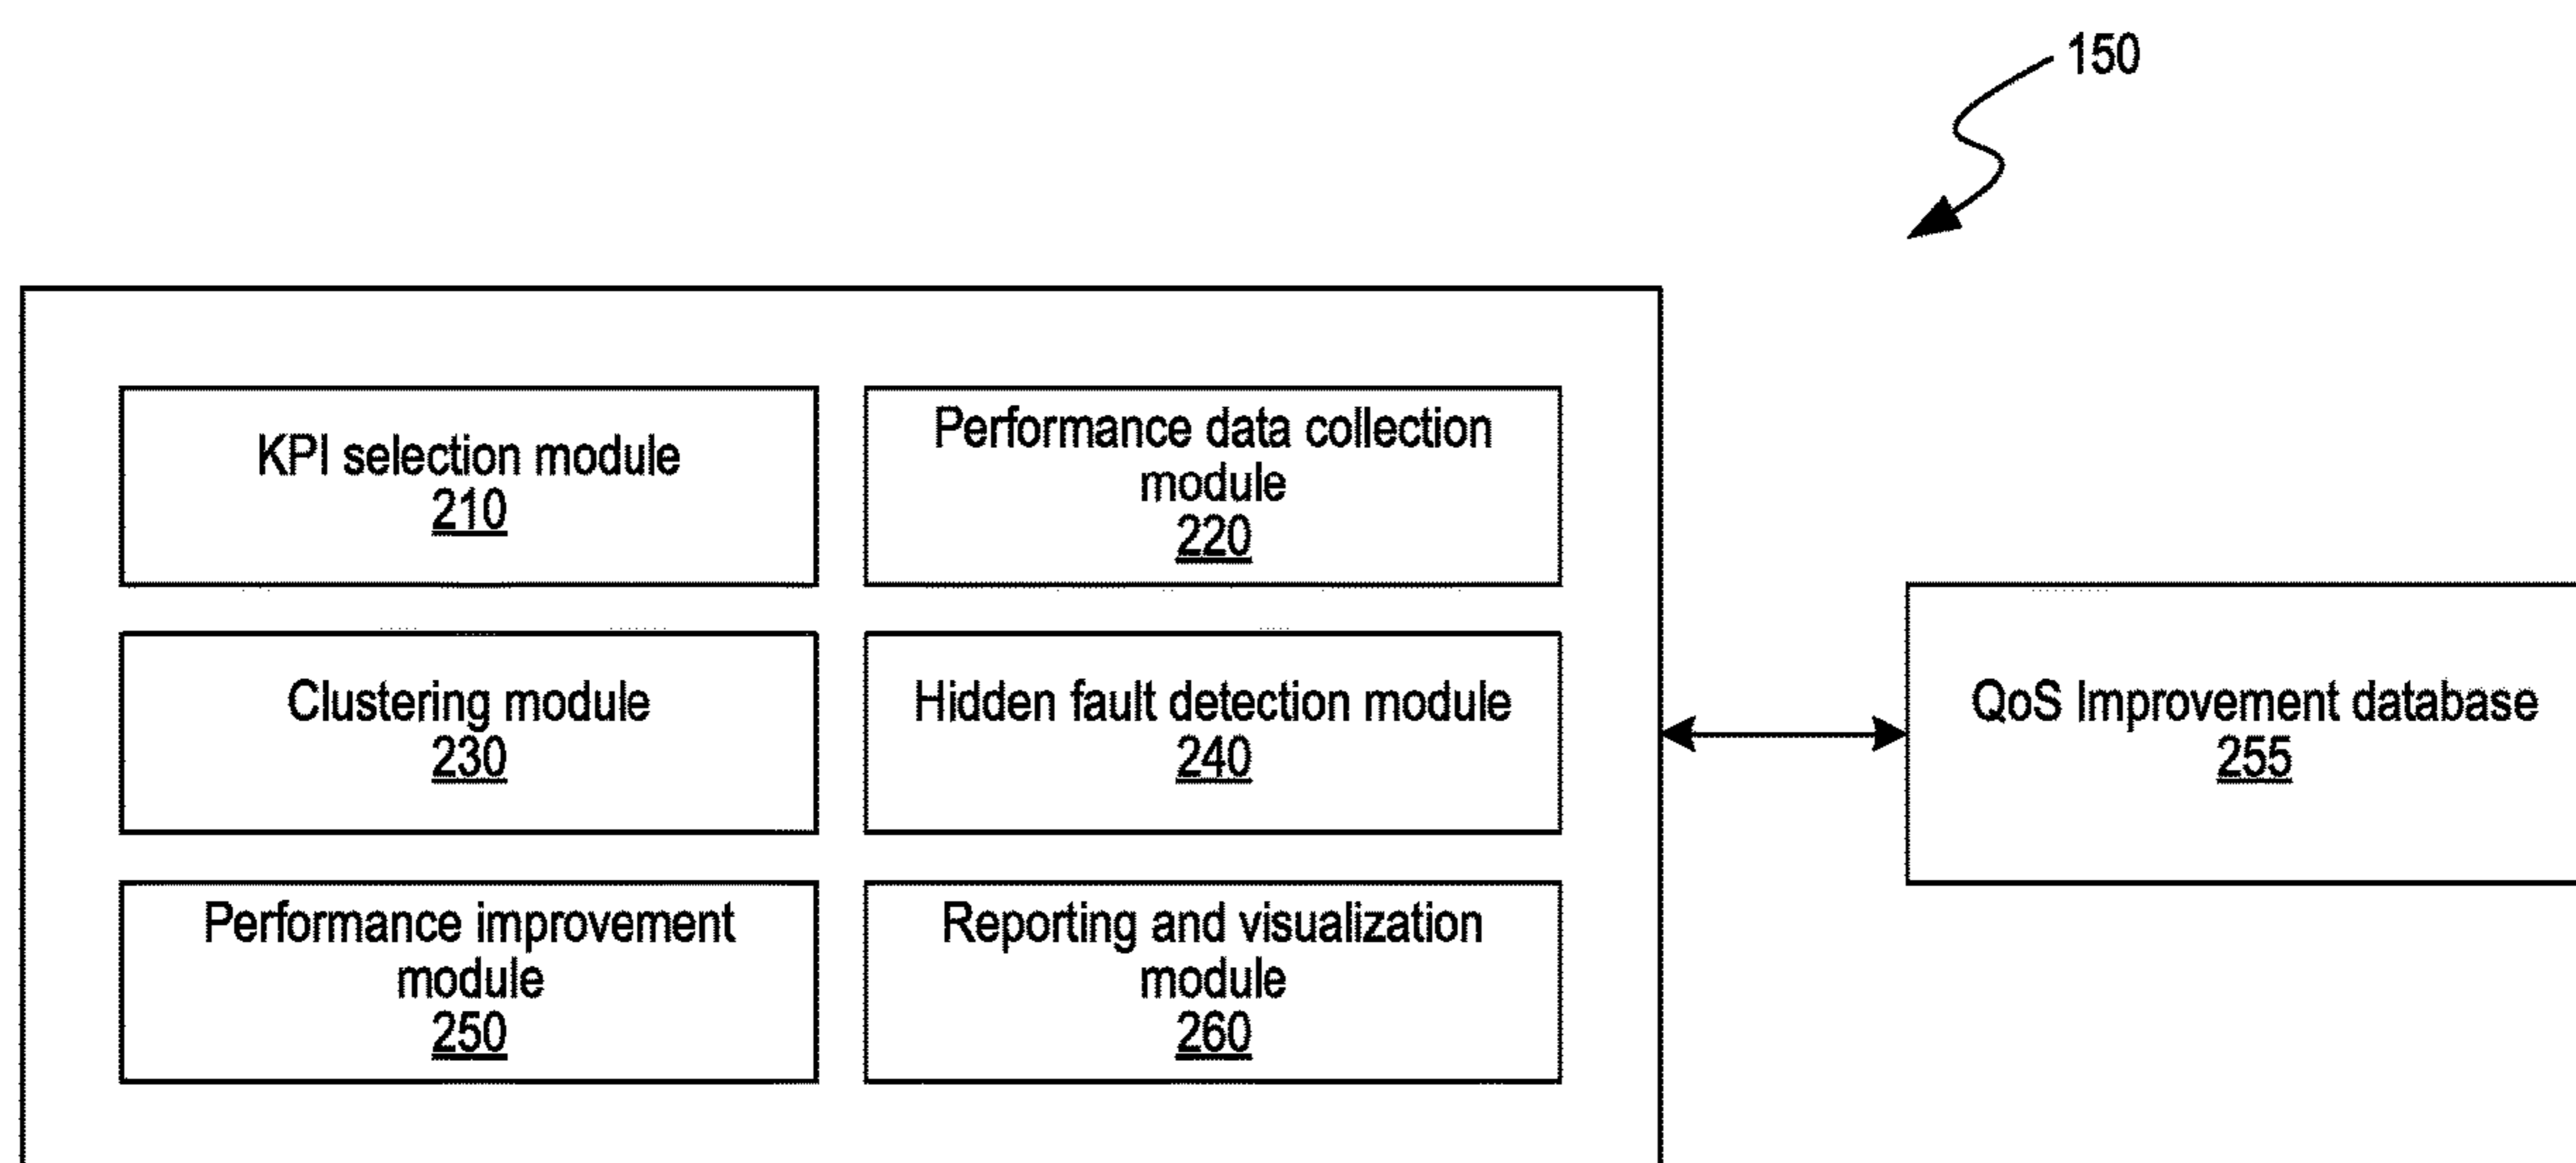 150
KPI selection module
210
Performance data collection
module
220
Clustering module
230
Hidden fault detection module
240
QoS Improvement database
255
Performance improvement
module
250
Reporting and visualization
module
260